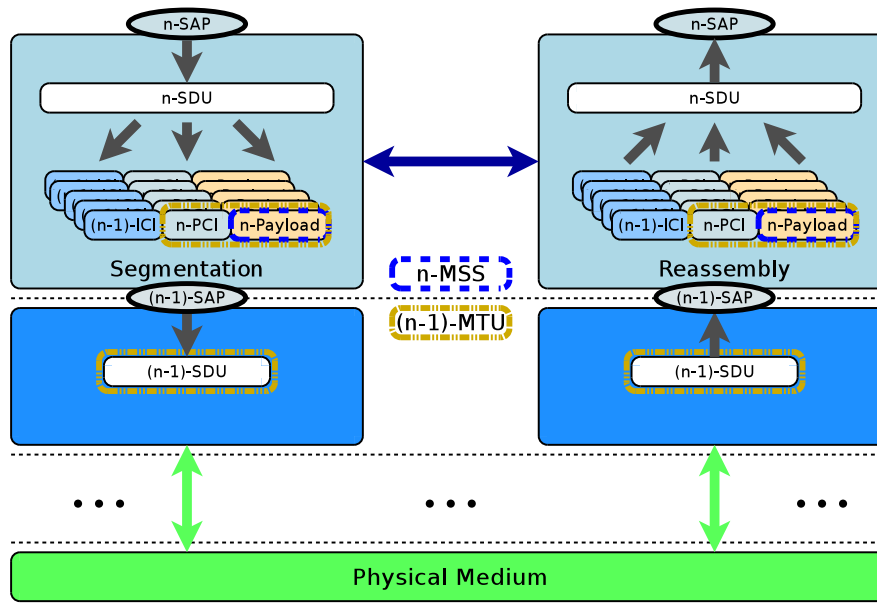 n-SAP
n-SAP
n-SDU
n-SDU
(n-1)-ICI
n-PCI
n-Payload
(n-1)-ICI
n-PCI
n-Payload
Segmentation
n-MSS
Reassembly
(n-1)-SAP
(n-1)-SAP
(n-1)-MTU
(n-1)-SDU
(n-1)-SDU
Physical Medium